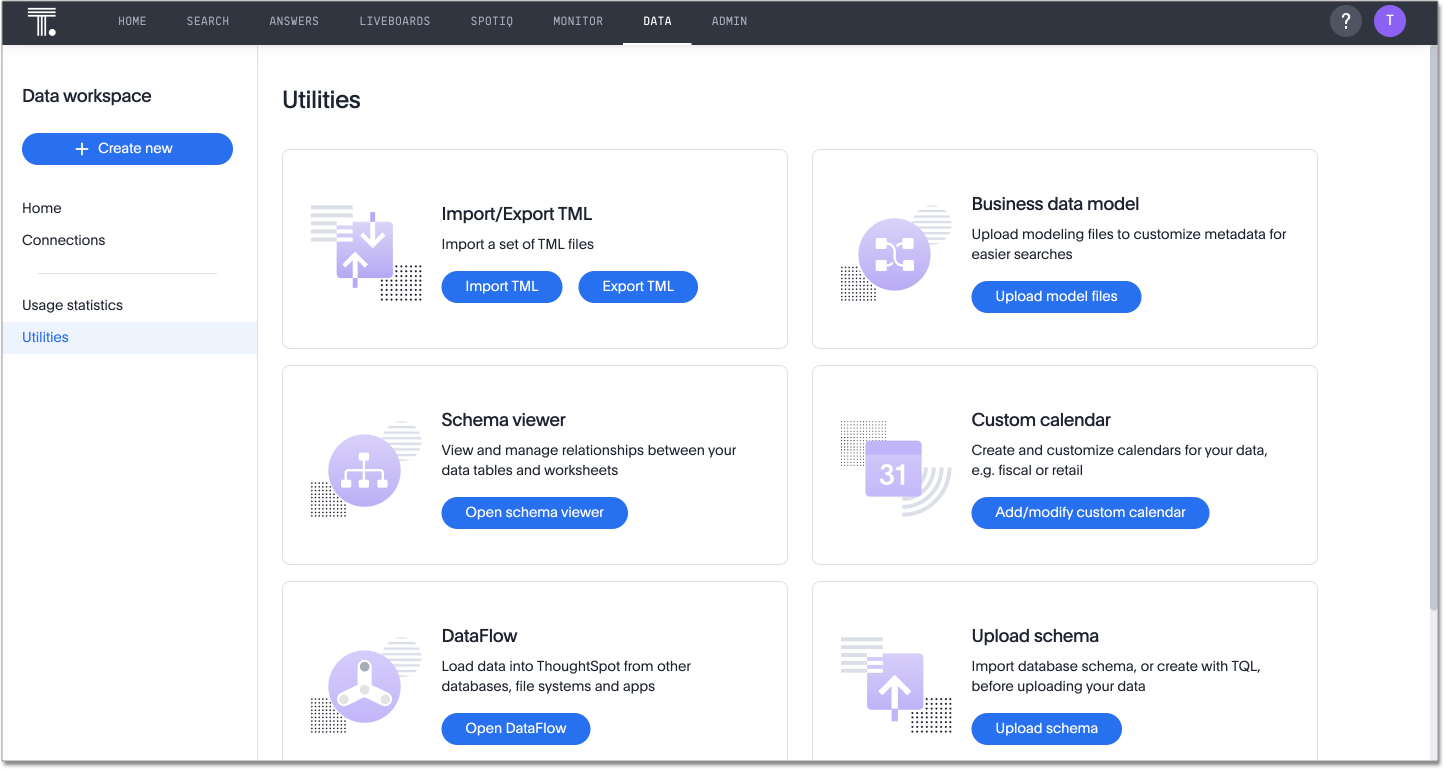 HOME SEARCH ANSWERS LIVEBOARDS SPOTIQ MONITOR DATA ADMIN ? T
Data workspace
+ Create new
Home
Connections
Usage statistics
Utilities
Utilities
Import/Export TML
Import a set of TML files
Import TML Export TML
Business data model
Upload modeling files to customize metadata for
easier searches
Upload model files
Schema viewer
View and manage relationships between your
data tables and worksheets
Open schema viewer
31
Custom calendar
Create and customize calendars for your data,
e.g. fiscal or retail
Add/modify custom calendar
DataFlow
Load data into ThoughtSpot from other
databases, file systems and apps
Open DataFlow
Upload schema
Import database schema, or create with TQL,
before uploading your data
Upload schema